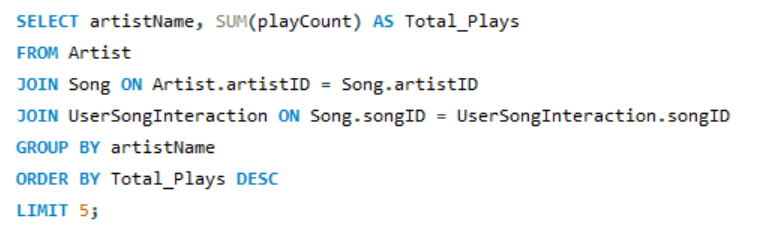 SELECT artistName, SUM(playCount) AS Total_Plays
FROM Artist
JOIN Song ON Artist.artistID = Song.artistID
JOIN UserSongInteraction ON Song.songID = UserSongInteraction.songID
GROUP BY artistName
ORDER BY Total_Plays DESC
LIMIT 5;